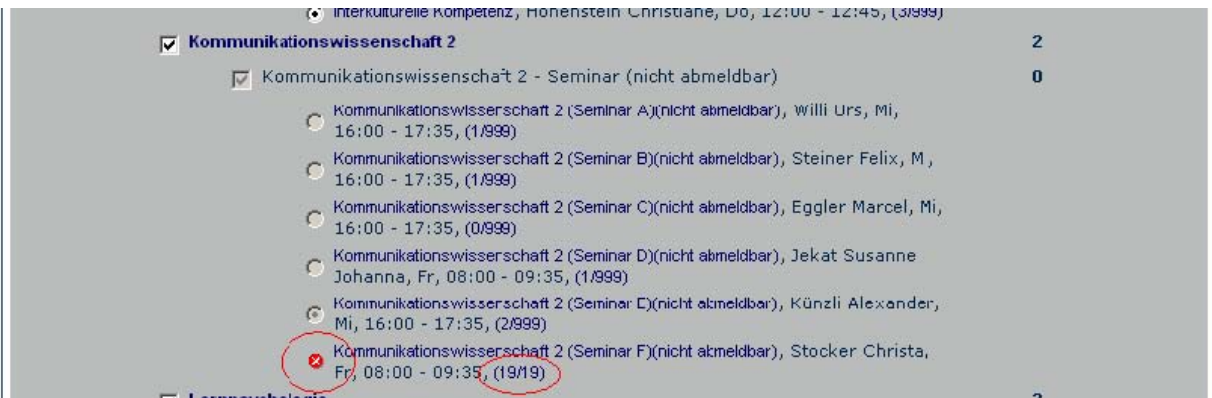 Interkulturelle Kompetenz, Hohenstein Christiane, Do, 12:00 - 12:45, (3/999)
Kommunikationswissenschaft 2 2
Kommunikationswissenschaft 2 - Seminar (nicht abmeldbar) 0
Kommunikationswissenschaft 2 (Seminar A)(nicht abmeldbar), Willi Urs, Mi,
16:00 - 17:35, (1/999)
Kommunikationswissenschaft 2 (Seminar B)(nicht abmeldbar), Steiner Felix, M,
16:00 - 17:35, (1/999)
Kommunikationswissenschaft 2 (Seminar C)(nicht abmeldbar), Eggler Marcel, Mi,
16:00 - 17:35, (0/999)
Kommunikationswissenschaft 2 (Seminar D)(nicht abmeldbar), Jekat Susanne
Johanna, Fr, 08:00 - 09:35, (1/999)
Kommunikationswissenschaft 2 (Seminar E)(nicht abmeldbar), Künzli Alexander,
Mi, 16:00 - 17:35, (2/999)
Kommunikationswissenschaft 2 (Seminar F)(nicht abmeldbar), Stocker Christa,
Fr, 08:00 - 09:35, (19/19)
Lernpsychologie